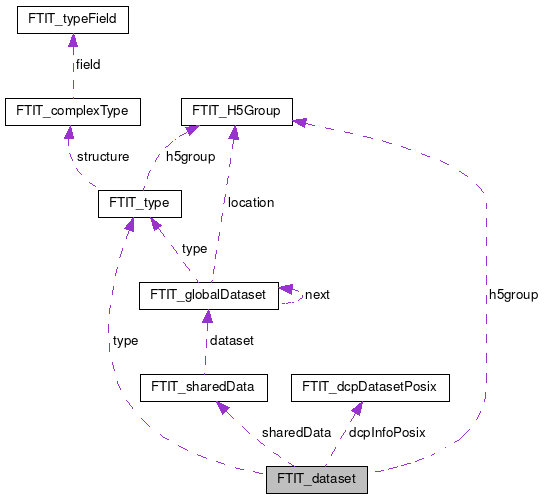 FTIT_typeField
field
FTIT_complexType
FTIT_H5Group
structure
h5group
FTIT_type
location
type
FTIT_globalDataset
next
h5group
type
dataset
FTIT_sharedData
FTIT_dcpDatasetPosix
sharedData
dcpInfoPosix
FTIT_dataset